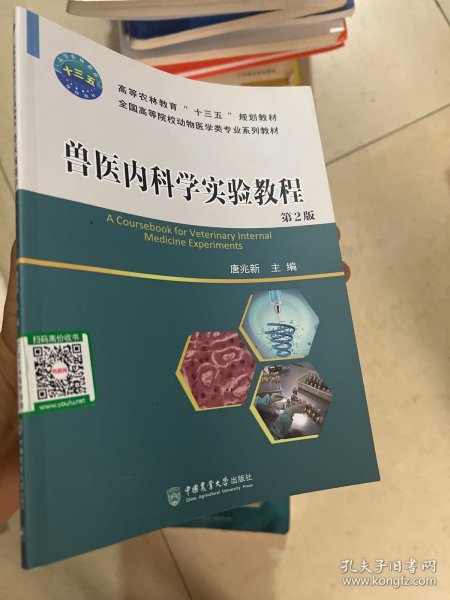 十三五
高等农林教育“十三五”规划教材
全国高等院校动物医学类专业系列教材
兽医内科学实验教程
第2版
A Coursebook for Veterinary Internal
Medicine Experiments
唐兆新 主 编
扫码高价收书
有路网
www.youlu.net
中国农业大学出版社
China Agricultural University Press
孔夫子旧书网
www.kongfz.com